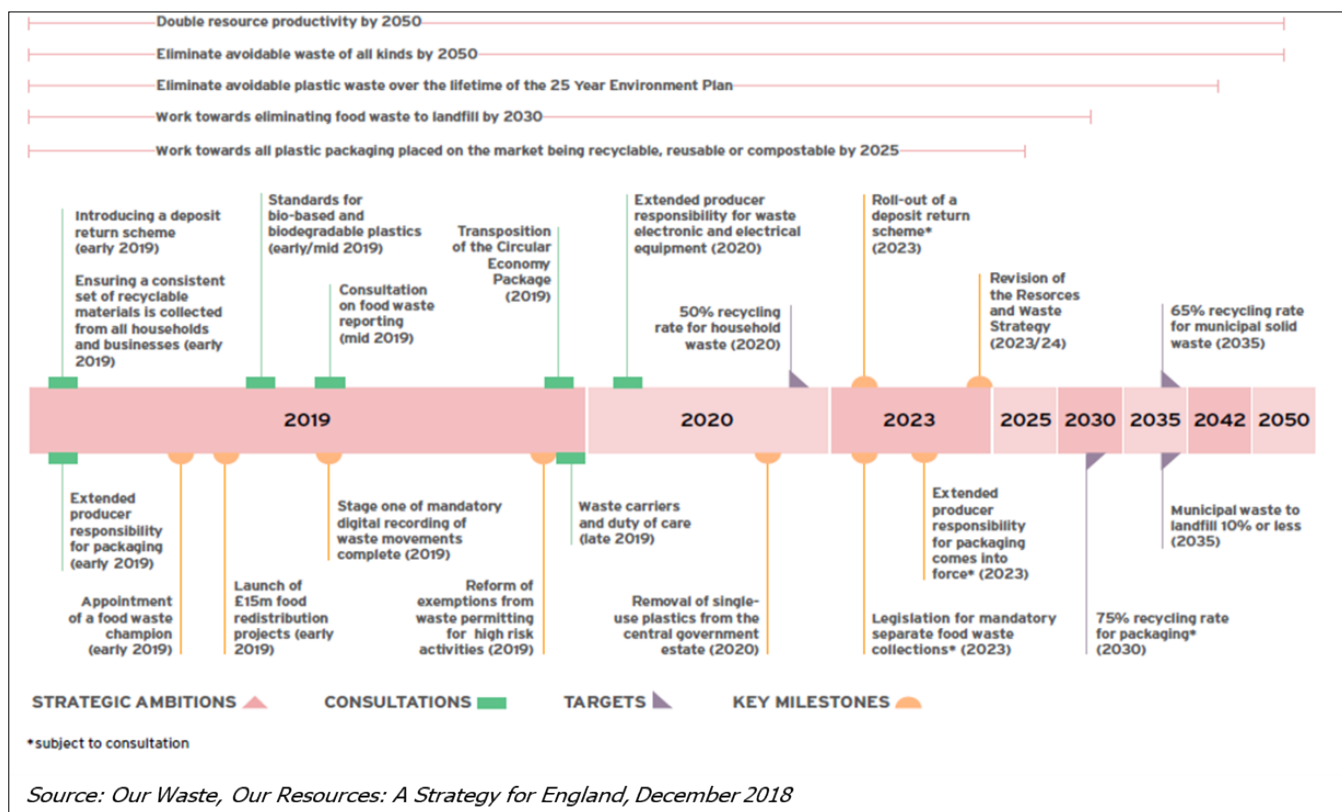 Double resource productivity by 2050
Eliminate avoidable waste of all kinds by 2050
Eliminate avoidable plastic waste over the lifetime of the 25 Year Environment Plan
Work towards eliminating food waste to landfill by 2030
Work towards all plastic packaging placed on the market being recyclable, reusable or compostable by 2025
Introducing a deposit
return scheme
(early 2019)
Ensuring a consistent
set of recyclable
materials is collected
from all households
and businesses (early
2019)
Standards for
bio-based and
biodegradable plastics
(early/mid 2019)
Consultation
on food waste
reporting
(mid 2019)
Transposition
of the Circular
Economy
Package
(2019)
Extended producer
responsibility for waste
electronic and electrical
equipment (2020)
50% recycling
rate for household
waste (2020)
Roll-out of a
deposit return
scheme*
(2023)
Revision of
the Resorces
and Waste
Strategy
(2023/24)
65% recycling rate
for municipal solid
waste (2035)
2019
2020
2023
2025
2030
2035
2042
2050
Extended
producer
responsibility
for packaging
(early 2019)
Appointment
of a food waste
champion
(early 2019)
Launch of
£15m food
redistribution
projects (early
2019)
Stage one of mandatory
digital recording of
waste movements
complete (2019)
Reform of
exemptions from
waste permitting
for high risk
activities (2019)
Waste carriers
and duty of care
(late 2019)
Removal of single-
use plastics from the
central government
estate (2020)
Extended
producer
responsibility
for packaging
comes into
force* (2023)
Legislation for mandatory
separate food waste
collections* (2023)
75% recycling rate
for packaging*
(2030)
Municipal waste to
landfill 10% or less
(2035)
STRATEGIC AMBITIONS
CONSULTATIONS
TARGETS
KEY MILESTONES
*subject to consultation
Source: Our Waste, Our Resources: A Strategy for England, December 2018